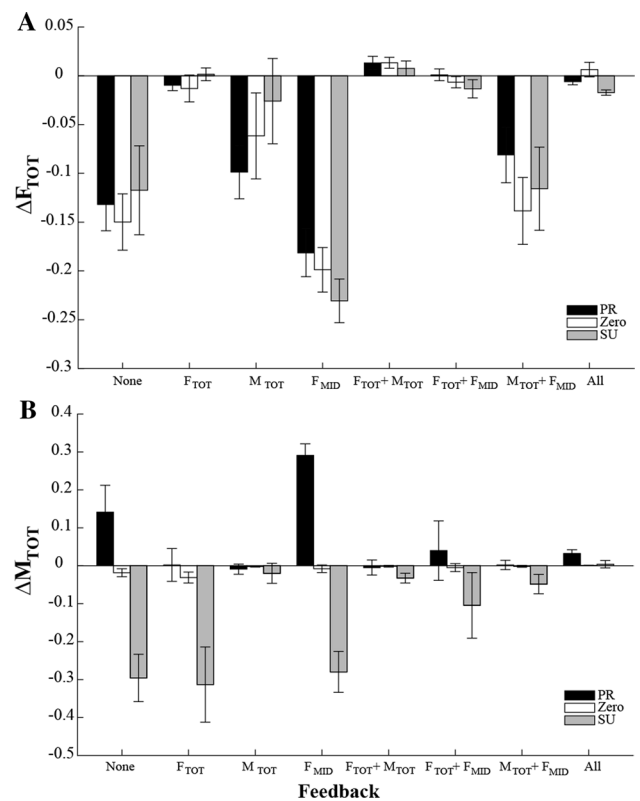 A
0.05
0
-0.05
-0.1
-0.15
-0.2
-0.25
-0.3
ΔF_TOT
PR
Zero
SU
None F_TOT M_TOT F_MID F_TOT+ M_TOT F_TOT+ F_MID M_TOT+ F_MID All
B
0.4
0.3
0.2
0.1
0
-0.1
-0.2
-0.3
-0.4
-0.5
ΔM_TOT
PR
Zero
SU
None F_TOT M_TOT F_MID F_TOT+ M_TOT F_TOT+ F_MID M_TOT+ F_MID All
Feedback